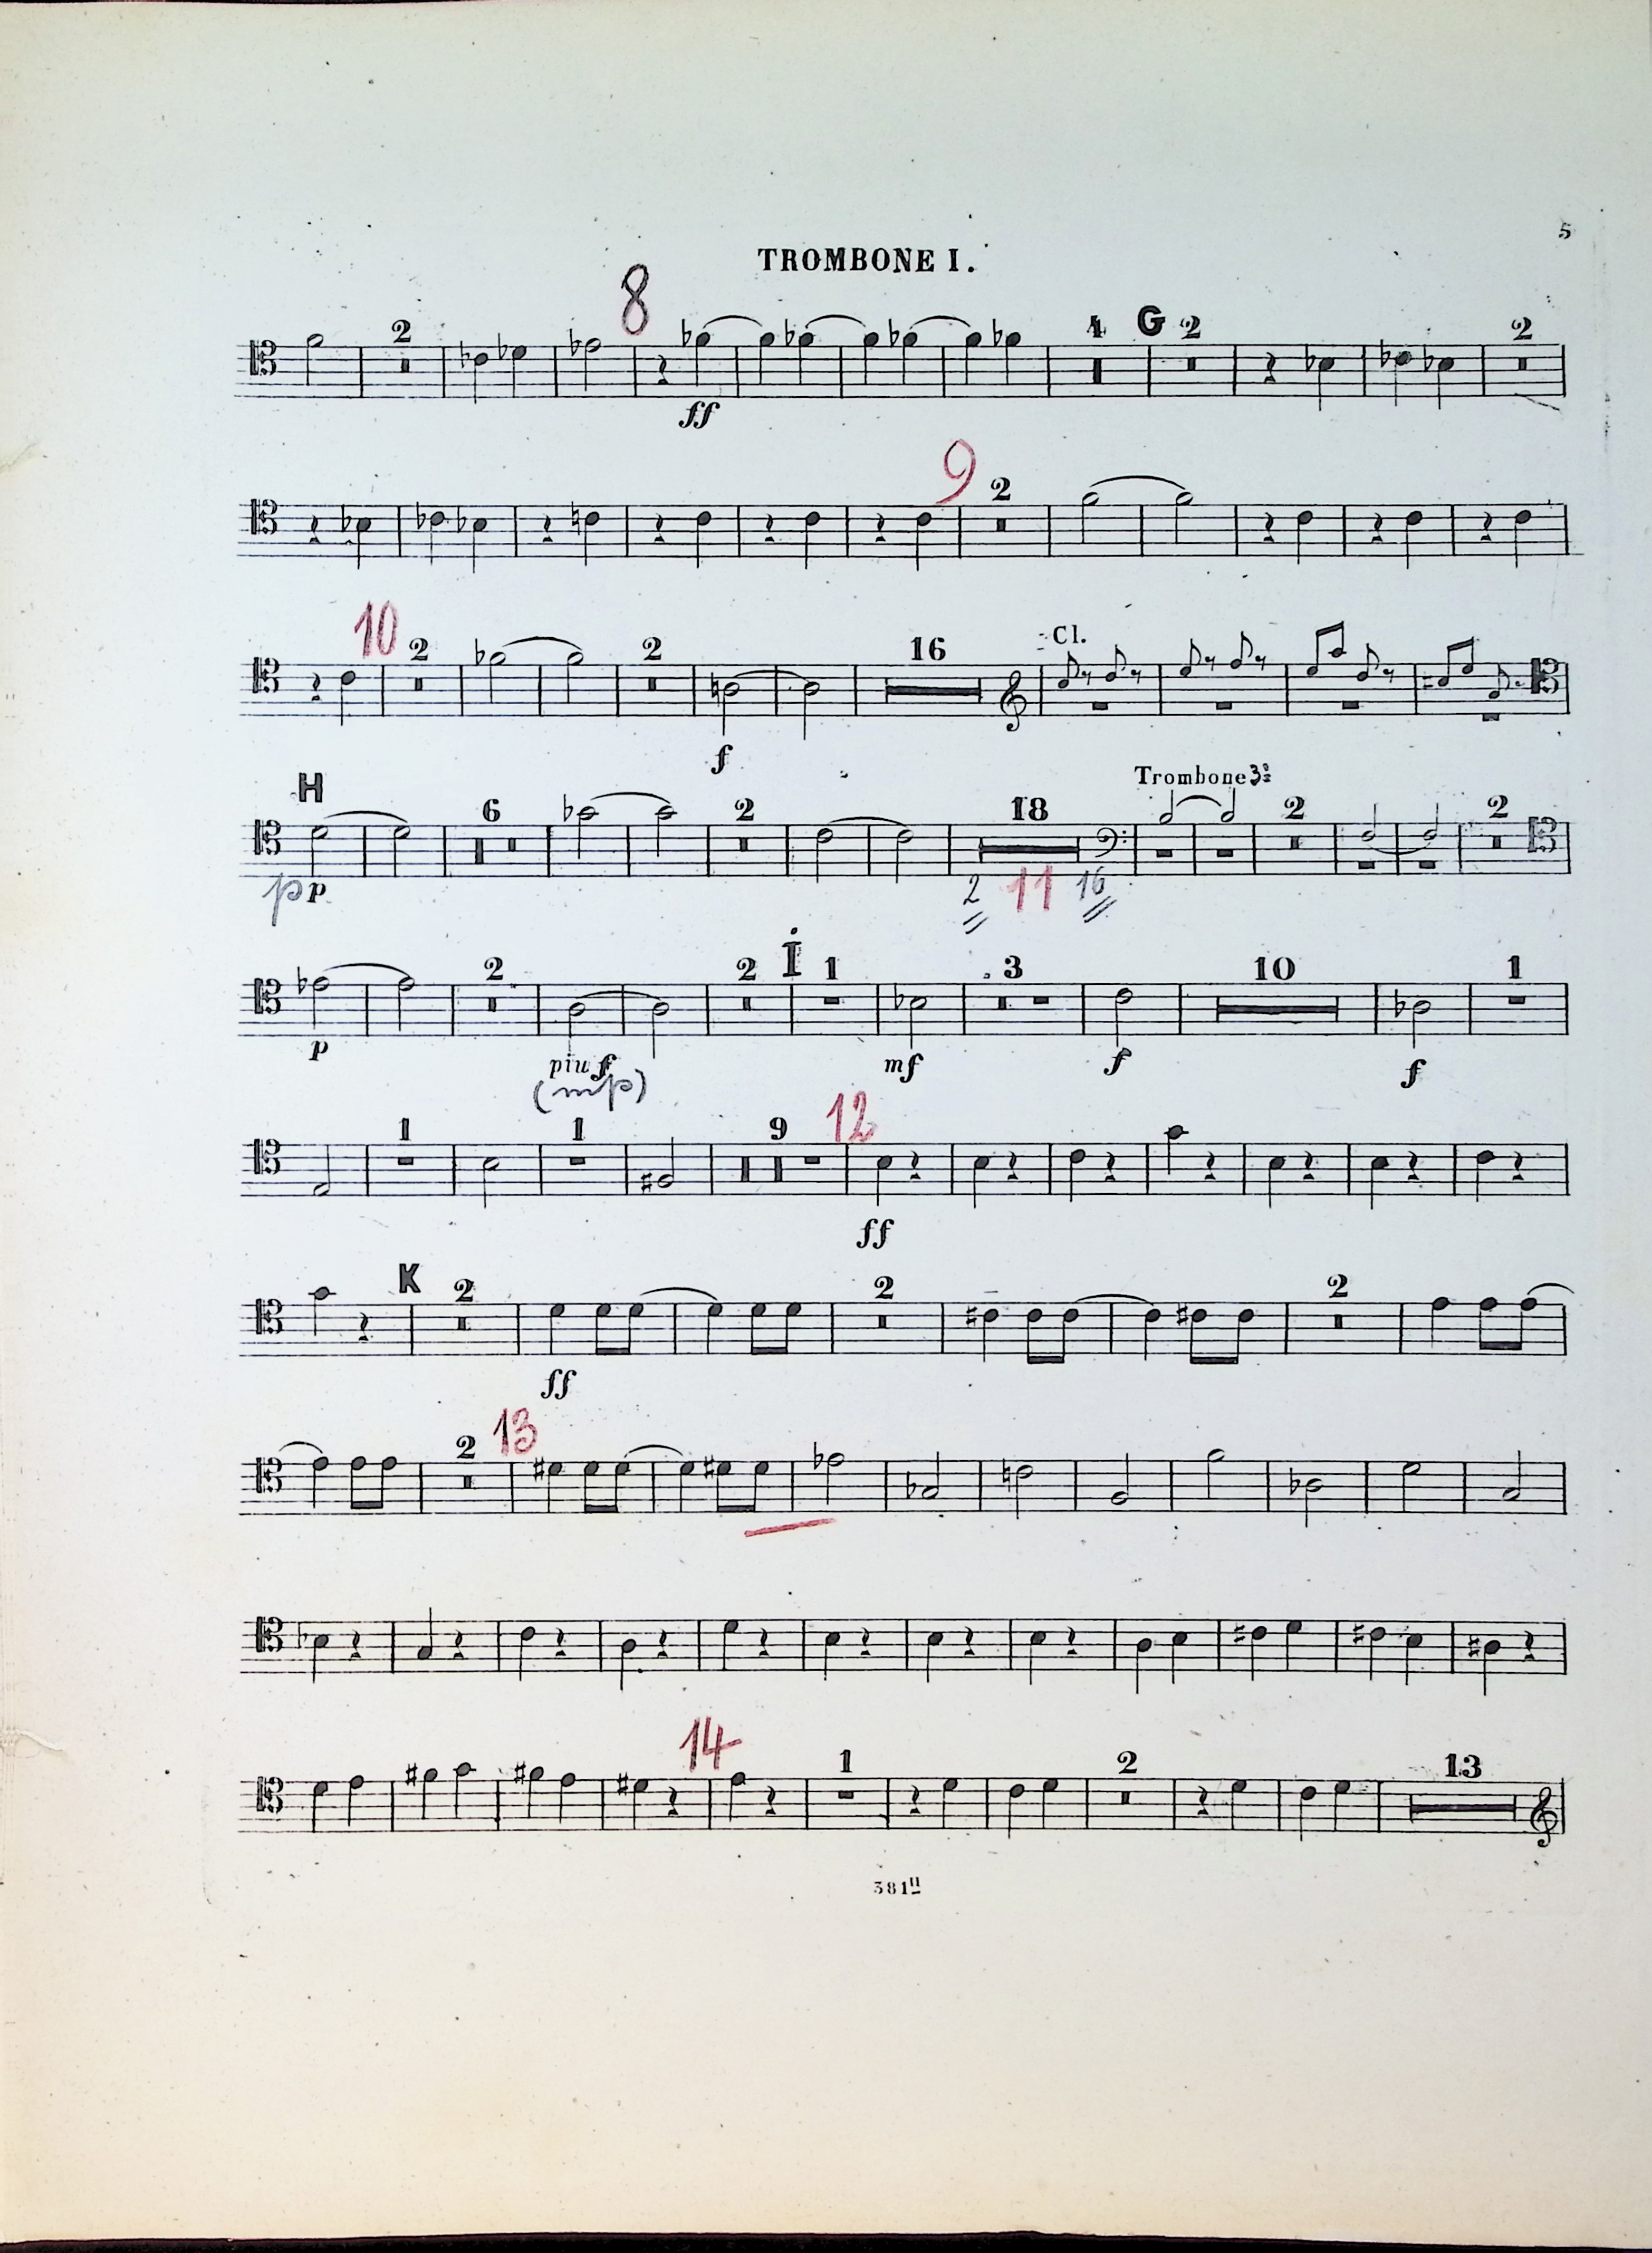 5
TROMBONE I.
8
2 4 G 2 2
ff
9 2
10 2 2 16 Cl.
f
H 6 2 18 Trombone 3º
pp 2 11 16 2 2
2 2 I 1 3 10 1
p più f mf f f
(mp)
1 1 9 12
ff
K 2 2 2
ff
2 13
14 1 2 13
381 II